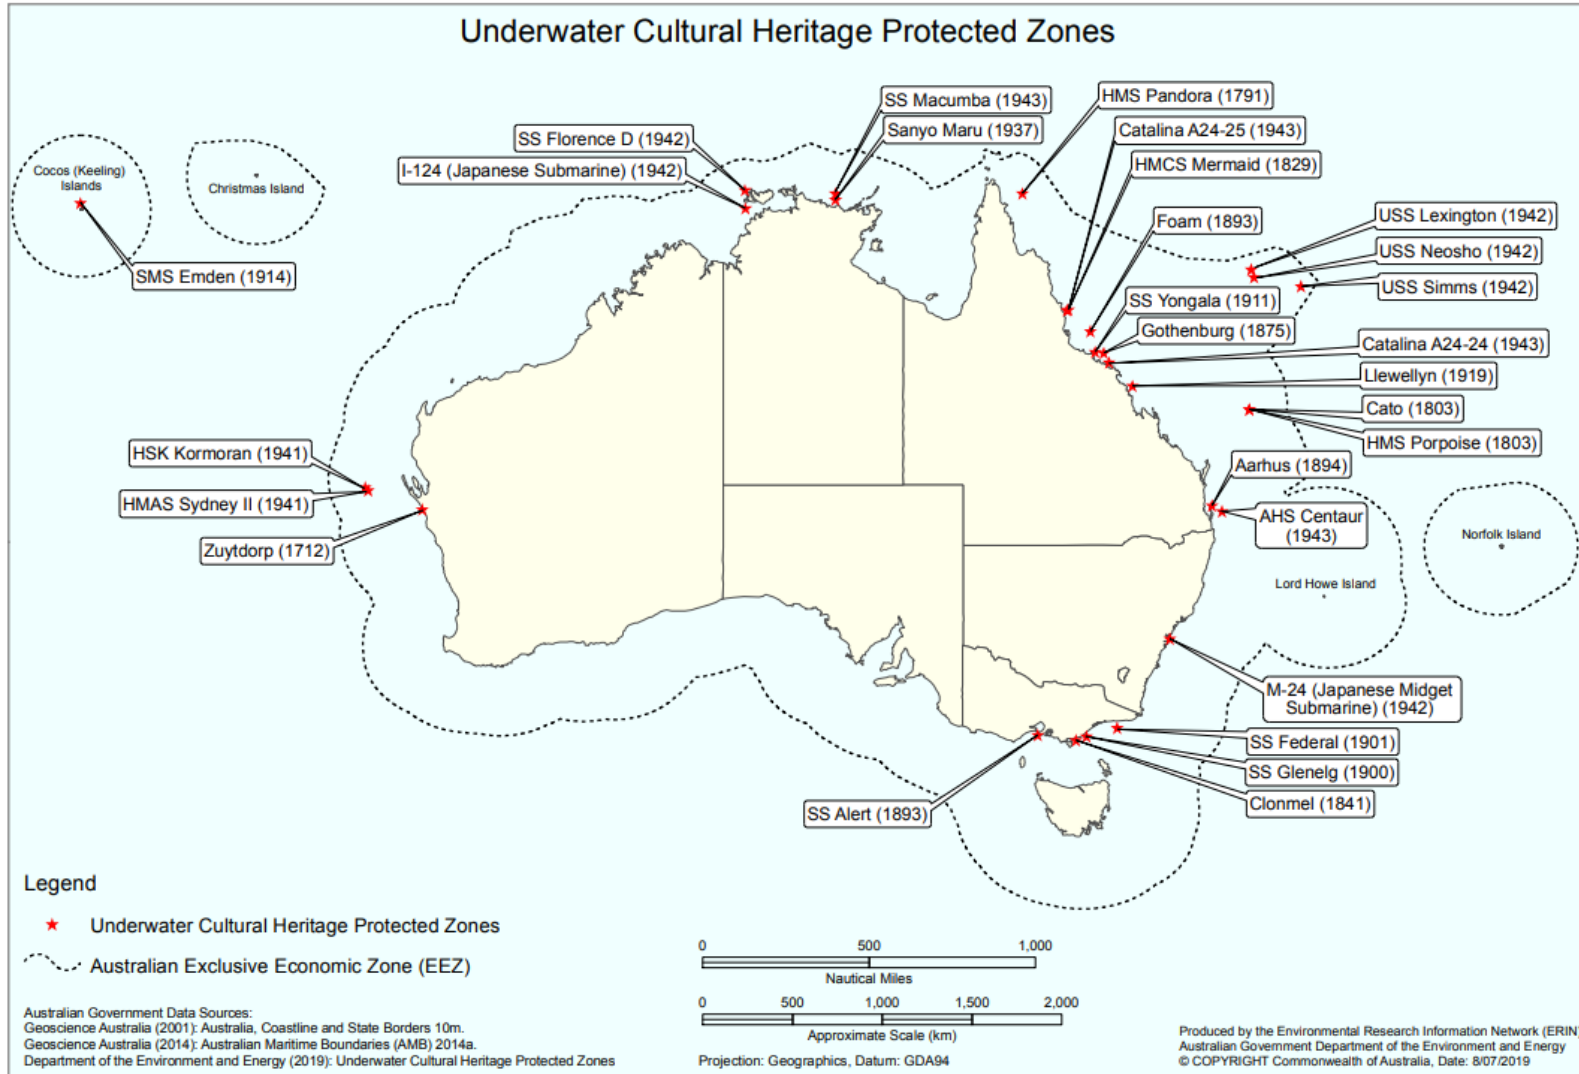 Underwater Cultural Heritage Protected Zones
SS Macumba (1943)
HMS Pandora (1791)
SS Florence D (1942)
Sanyo Maru (1937)
Catalina A24-25 (1943)
I-124 (Japanese Submarine) (1942)
HMCS Mermaid (1829)
Cocos (Keeling)
Islands
Christmas Island
SMS Emden (1914)
Foam (1893)
USS Lexington (1942)
USS Neosho (1942)
USS Simms (1942)
SS Yongala (1911)
Gothenburg (1875)
Catalina A24-24 (1943)
Llewellyn (1919)
Cato (1803)
HMS Porpoise (1803)
HSK Kormoran (1941)
HMAS Sydney II (1941)
Zuytdorp (1712)
Aarhus (1894)
AHS Centaur
(1943)
Norfolk Island
Lord Howe Island
M-24 (Japanese Midget
Submarine) (1942)
SS Federal (1901)
SS Glenelg (1900)
Clonmel (1841)
SS Alert (1893)
Legend
Underwater Cultural Heritage Protected Zones
Australian Exclusive Economic Zone (EEZ)
0 500 1,000
Nautical Miles
0 500 1,000 1,500 2,000
Approximate Scale (km)
Australian Government Data Sources:
Geoscience Australia (2001): Australia, Coastline and State Borders 10m.
Geoscience Australia (2014): Australian Maritime Boundaries (AMB) 2014a.
Department of the Environment and Energy (2019): Underwater Cultural Heritage Protected Zones
Projection: Geographics, Datum: GDA94
Produced by the Environmental Research Information Network (ERIN)
Australian Government Department of the Environment and Energy
© COPYRIGHT Commonwealth of Australia, Date: 8/07/2019